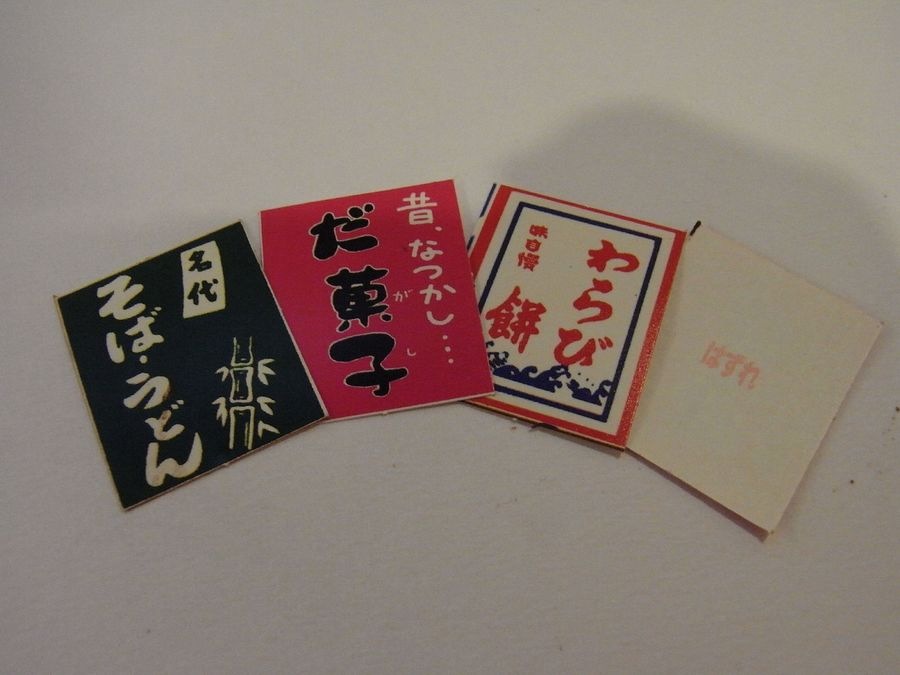 名代
そば・うどん
昔、なつかし…
だ菓子
がし
わらび
餅
味自慢
はずれ